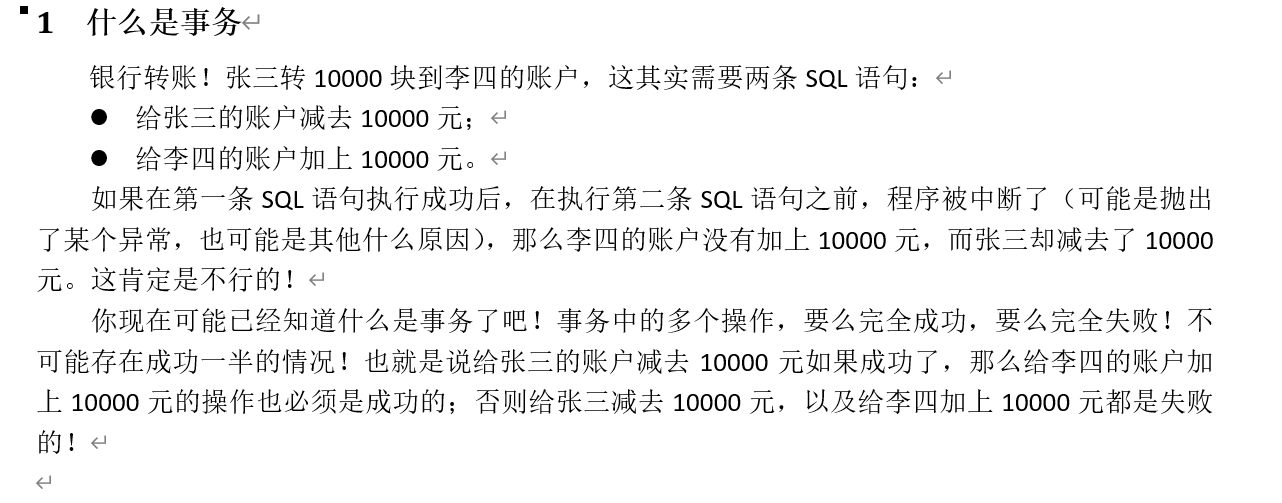 1 什么是事务
银行转账！张三转 10000 块到李四的账户，这其实需要两条 SQL 语句：
● 给张三的账户减去 10000 元；
● 给李四的账户加上 10000 元。
如果在第一条 SQL 语句执行成功后，在执行第二条 SQL 语句之前，程序被中断了（可能是抛出
了某个异常，也可能是其他什么原因），那么李四的账户没有加上 10000 元，而张三却减去了 10000
元。这肯定是不行的！
你现在可能已经知道什么是事务了吧！事务中的多个操作，要么完全成功，要么完全失败！不
可能存在成功一半的情况！也就是说给张三的账户减去 10000 元如果成功了，那么给李四的账户加
上 10000 元的操作也必须是成功的；否则给张三减去 10000 元，以及给李四加上 10000 元都是失败
的！